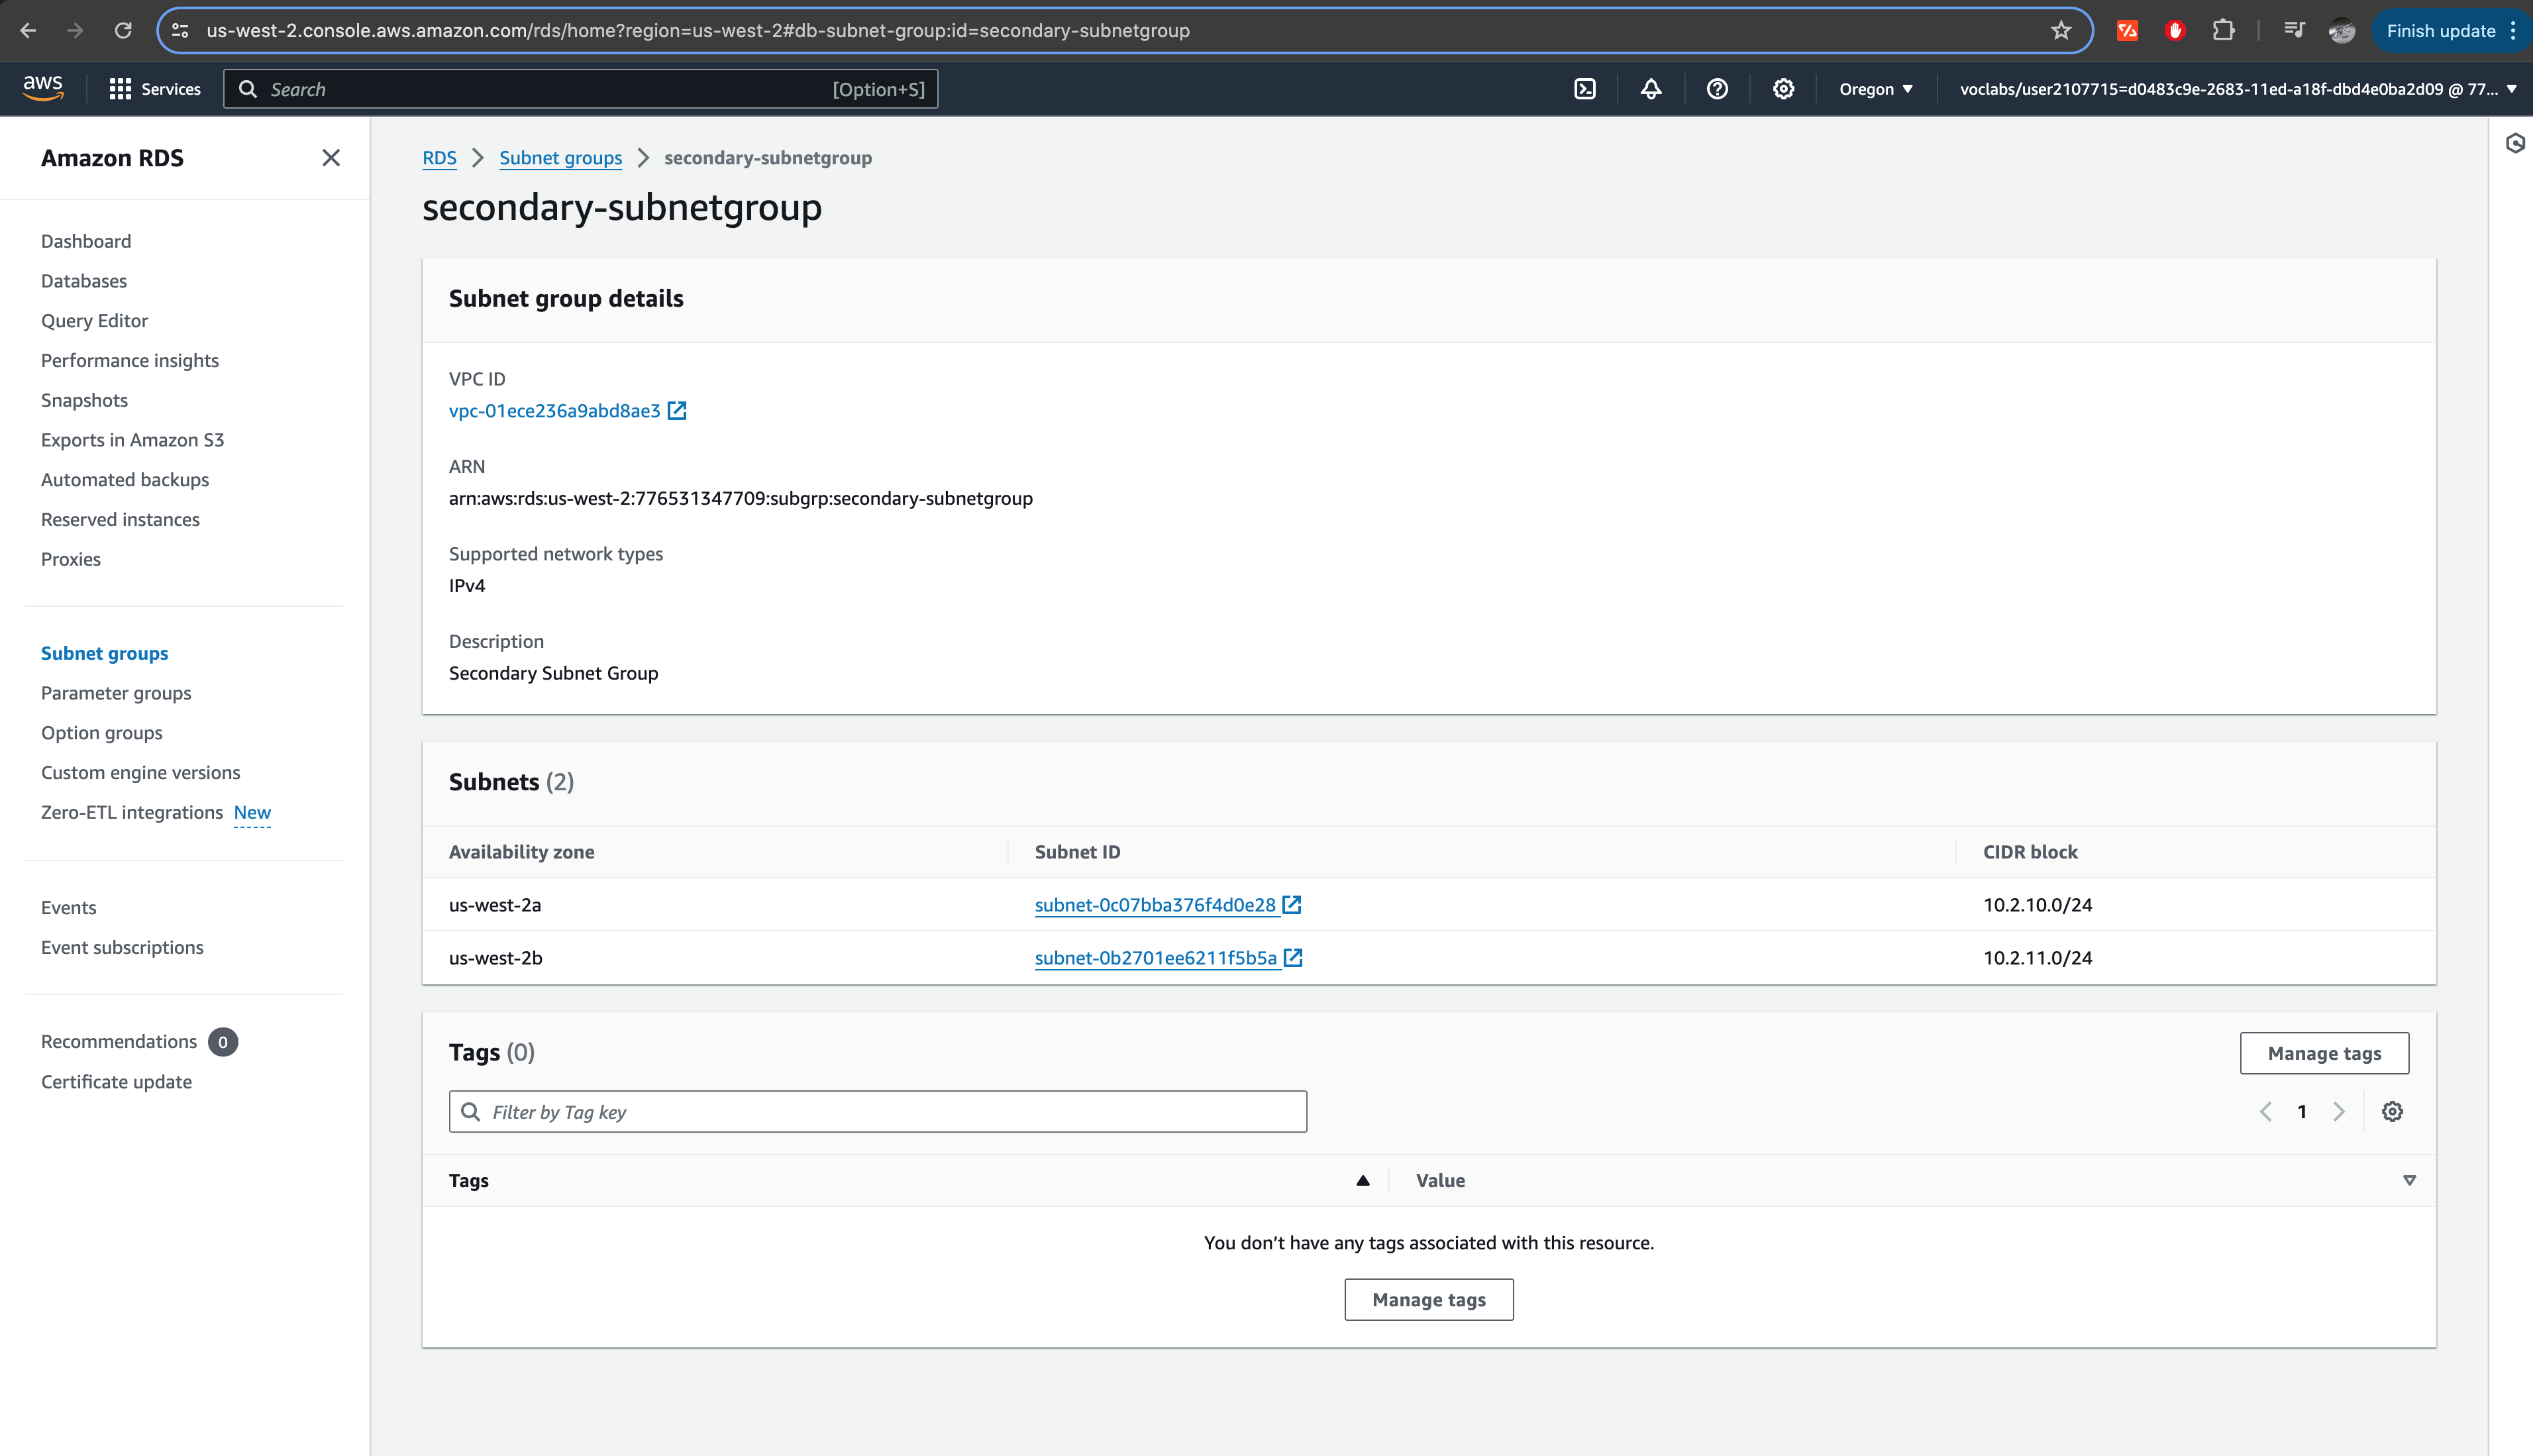 us-west-2.console.aws.amazon.com/rds/home?region=us-west-2#db-subnet-group:id=secondary-subnetgroup
Finish update
aws
Services
Search
[Option+S]
Oregon
voclabs/user2107715=d0483c9e-2683-11ed-a18f-dbd4e0ba2d09 @ 77...
Amazon RDS
Dashboard
Databases
Query Editor
Performance insights
Snapshots
Exports in Amazon S3
Automated backups
Reserved instances
Proxies
Subnet groups
Parameter groups
Option groups
Custom engine versions
Zero-ETL integrations New
Events
Event subscriptions
Recommendations 0
Certificate update
RDS > Subnet groups > secondary-subnetgroup
secondary-subnetgroup
Subnet group details
VPC ID
vpc-01ece236a9abd8ae3
ARN
arn:aws:rds:us-west-2:776531347709:subgrp:secondary-subnetgroup
Supported network types
IPv4
Description
Secondary Subnet Group
Subnets (2)
Availability zone Subnet ID CIDR block
us-west-2a subnet-0c07bba376f4d0e28 10.2.10.0/24
us-west-2b subnet-0b2701ee6211f5b5a 10.2.11.0/24
Tags (0)
Manage tags
Filter by Tag key
1
Tags Value
You don’t have any tags associated with this resource.
Manage tags